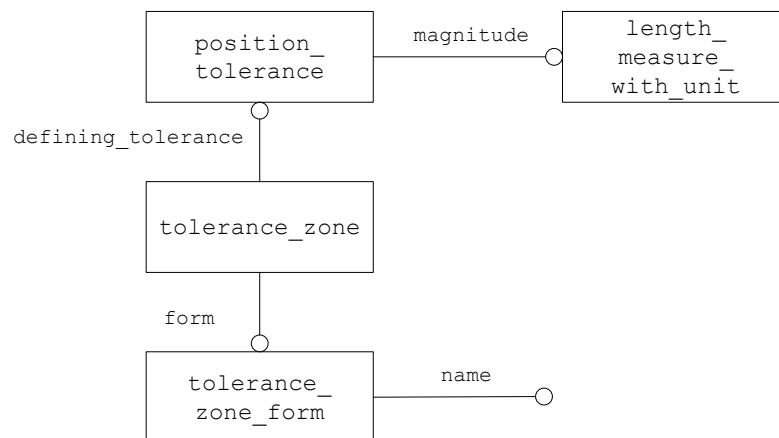 position_
tolerance
magnitude
length_
measure_
with_unit
defining_tolerance
tolerance_zone
form
tolerance_
zone_form
name